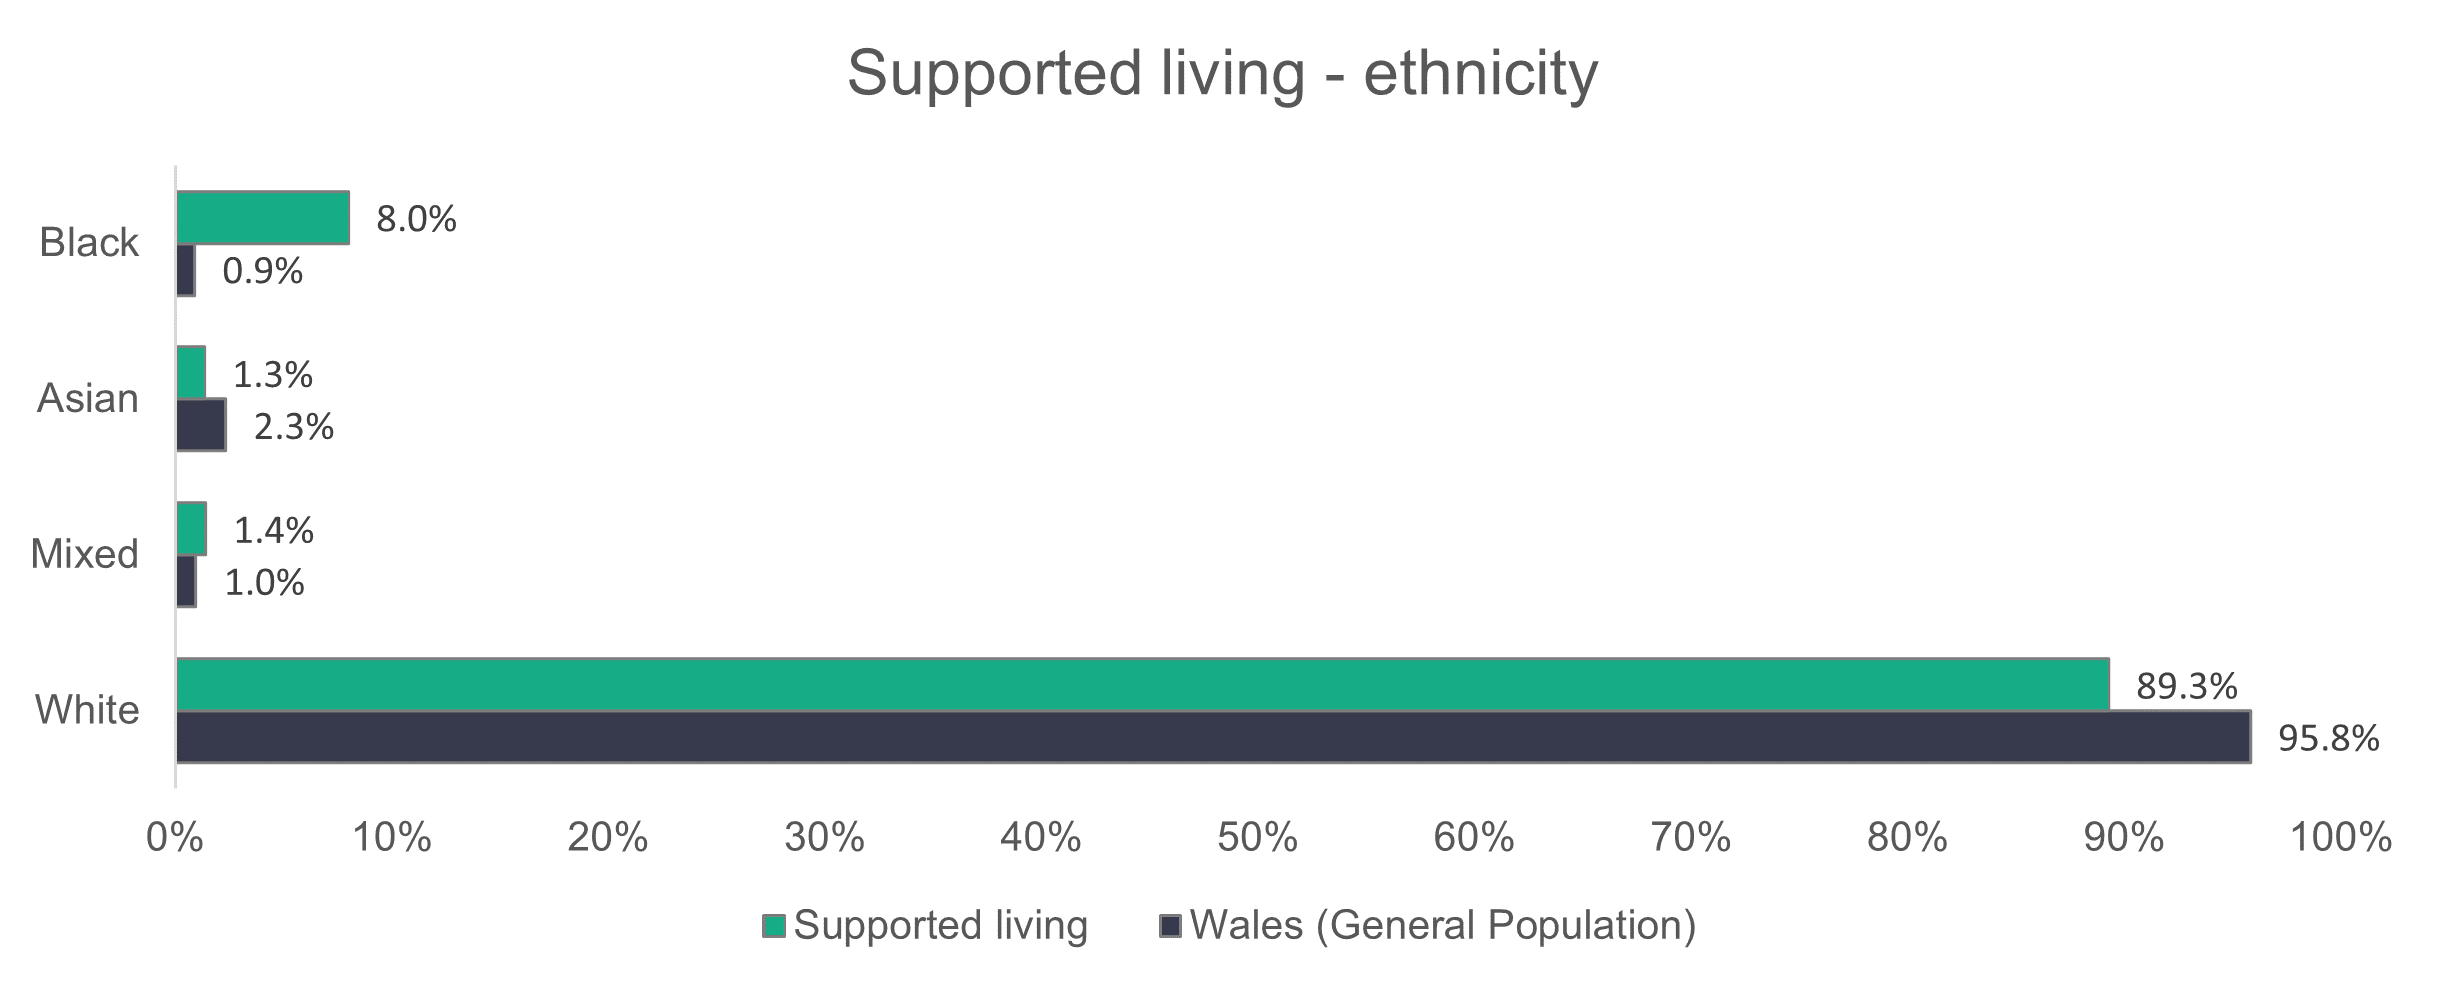 Supported living - ethnicity
Black
8.0%
0.9%
Asian
1.3%
2.3%
Mixed
1.4%
1.0%
White
89.3%
95.8%
0% 10% 20% 30% 40% 50% 60% 70% 80% 90% 100%
Supported living Wales (General Population)